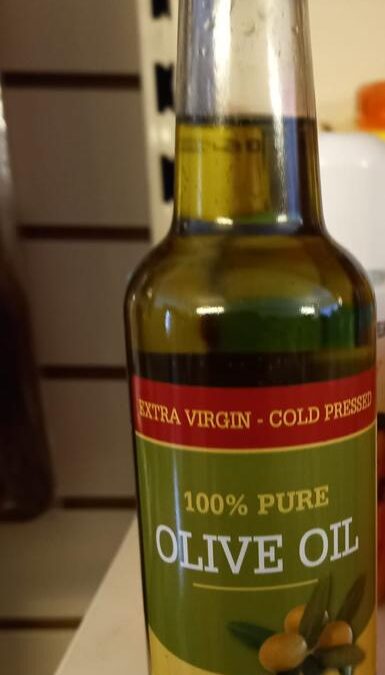 EXTRA VIRGIN - COLD PRESSED
100% PURE
OLIVE OIL